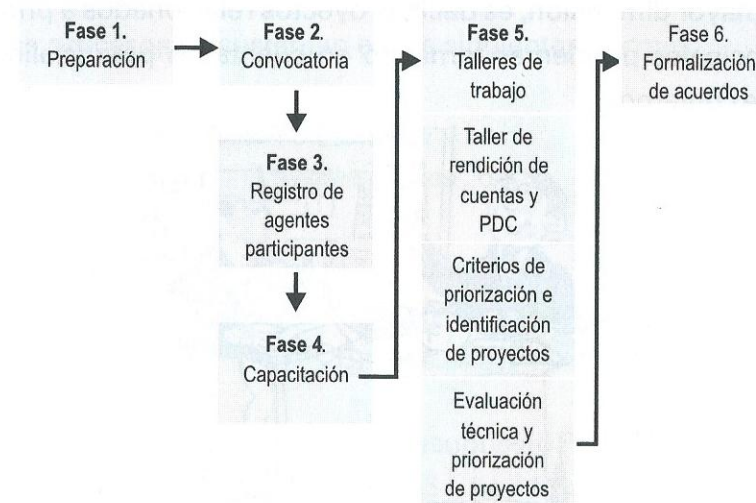 Fase 1.
Preparación
Fase 2.
Convocatoria
Fase 3.
Registro de
agentes
participantes
Fase 4.
Capacitación
Fase 5.
Talleres de
trabajo
Taller de
rendición de
cuentas y
PDC
Criterios de
priorización e
identificación
de proyectos
Evaluación
técnica y
priorización
de proyectos
Fase 6.
Formalización
de acuerdos